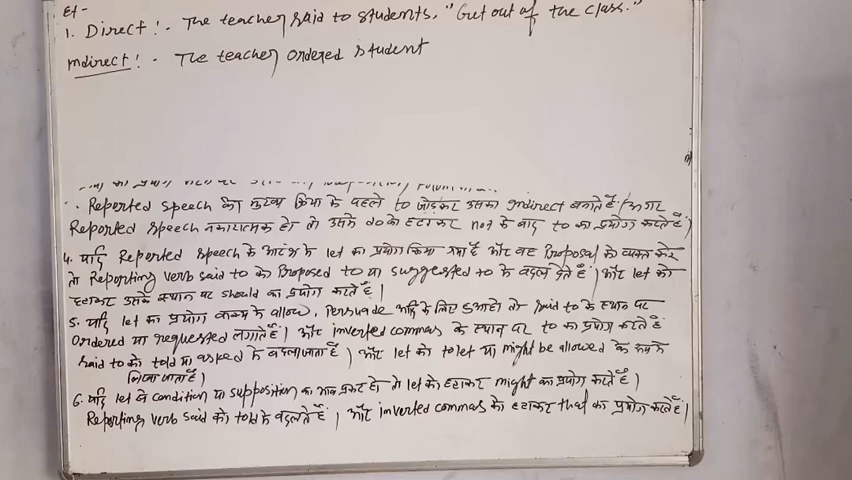 Ex -
1. Direct :- The teacher said to students, "Get out of the class."
Indirect :- The teacher ordered student
Reported speech की मुख्य क्रिया के पहले to जोड़कर उसका indirect बनाते हैं। अगर
Reported speech नकारात्मक हो तो उसके do को हटाकर not के बाद to का प्रयोग करते हैं।
4. यदि Reported speech के आरंभ में let का प्रयोग किया गया है और वह Proposal को व्यक्त करे
तो Reporting verb said to को Proposed to या suggested to में बदल देते हैं। और let को
हटाकर उसके स्थान पर should का प्रयोग करते हैं।
5. यदि let का प्रयोग वाक्य में allow, Persuade आदि के लिए हुआ हो तो said to के स्थान पर
ordered या requested लगाते हैं। और inverted commas के स्थान पर to का प्रयोग करते हैं
said to को told या asked में बदला जाता है। और let को to let या might be allowed के रूप में
लिखा जाता है।
6. यदि let से condition या supposition का भाव प्रकट हो तो let को हटाकर might का प्रयोग करते हैं।
Reporting verb said को told में बदलते हैं। और inverted commas को हटाकर that का प्रयोग करते हैं।